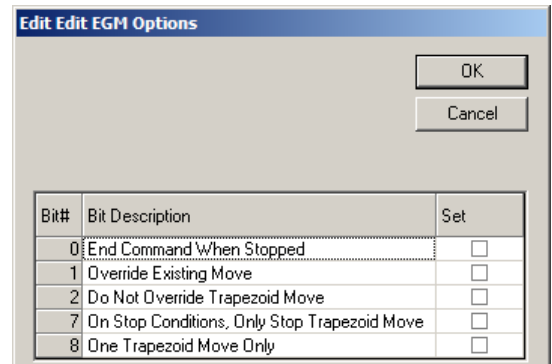 Edit Edit EGM Options
OK
Cancel
Bit# Bit Description Set
0 End Command When Stopped
1 Override Existing Move
2 Do Not Override Trapezoid Move
7 On Stop Conditions, Only Stop Trapezoid Move
8 One Trapezoid Move Only